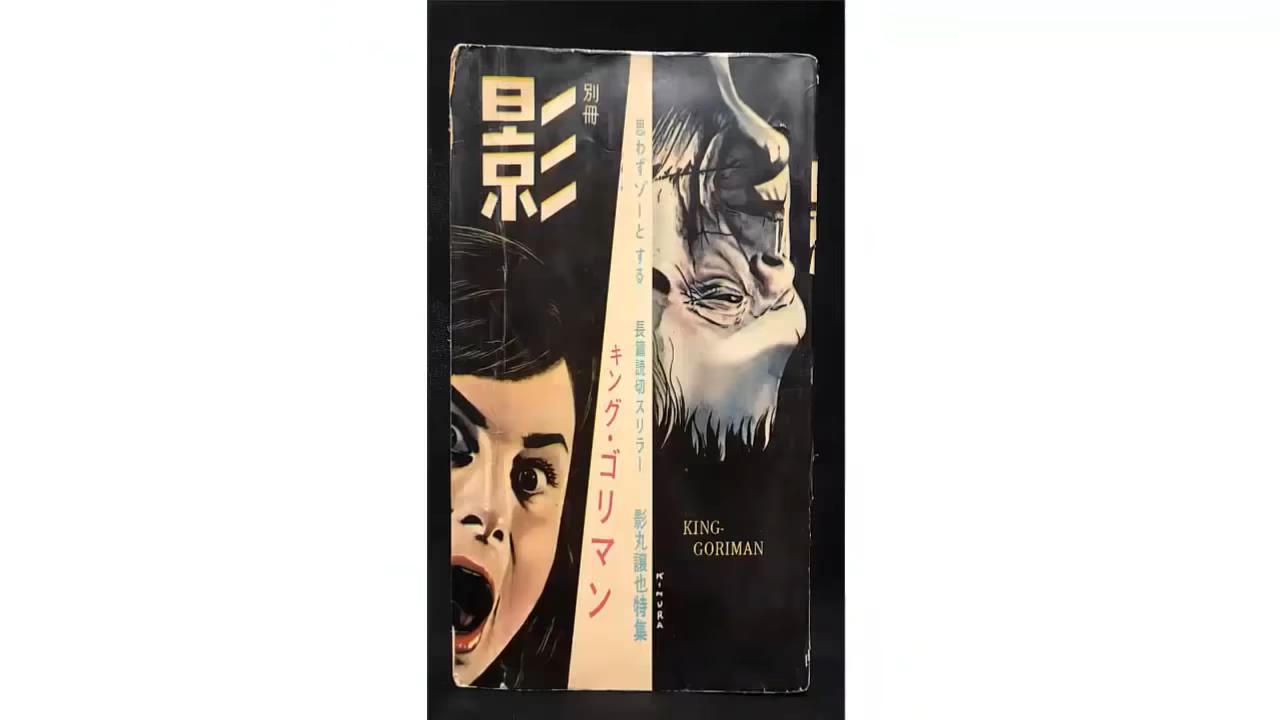 影
別冊
思わずゾーとする 長篇読切スリラー 影丸譲也特集
キング・ゴリマン
KING-
GORIMAN
KIMURA